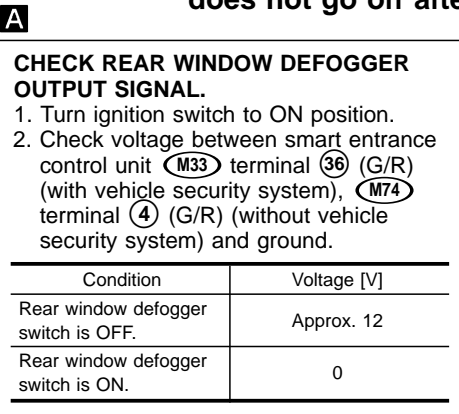 does not go on afte
A
CHECK REAR WINDOW DEFOGGER
OUTPUT SIGNAL.
1. Turn ignition switch to ON position.
2. Check voltage between smart entrance
control unit M33 terminal 36 (G/R)
(with vehicle security system), M74
terminal 4 (G/R) (without vehicle
security system) and ground.
Condition Voltage [V]
Rear window defogger
switch is OFF. Approx. 12
Rear window defogger
switch is ON. 0